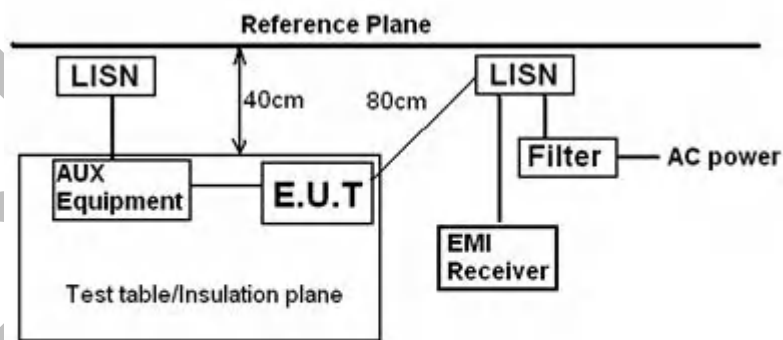 Reference Plane
LISN
40cm
80cm
LISN
Filter
AC power
AUX
Equipment
E.U.T
EMI
Receiver
Test table/Insulation plane